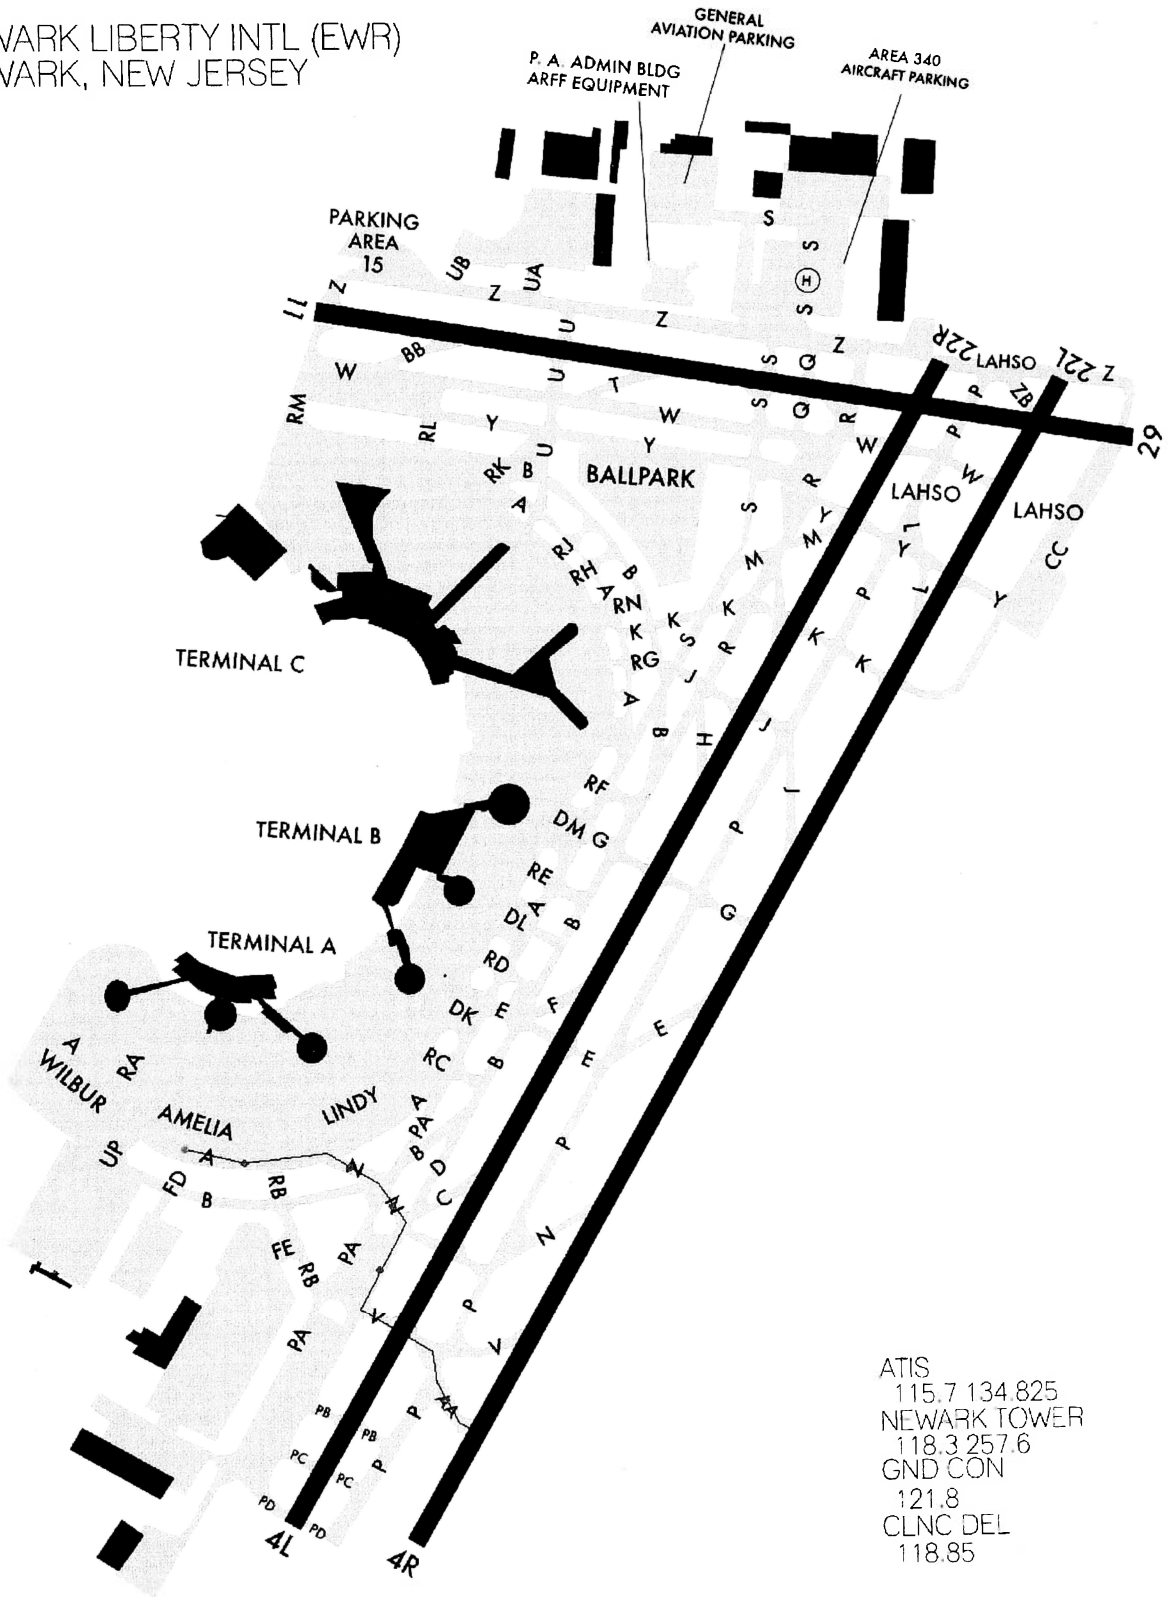 WARK LIBERTY INTL (EWR)
WARK, NEW JERSEY
GENERAL
AVIATION PARKING
P. A. ADMIN BLDG
ARFF EQUIPMENT
AREA 340
AIRCRAFT PARKING
PARKING
AREA
15
S
S
H
S
UB
UA
Z
Z
Z
Z
Z
11
22R
LAHSO
22L
29
U
U
U
T
S
Q
S
Q
R
P
ZB
P
W
BB
W
W
W
RM
RL
Y
Y
RK
B
A
BALLPARK
R
S
Y
M
M
LAHSO
LAHSO
L
Y
L
CC
Y
RJ
RH
B
A
RN
K
K
S
K
R
RG
J
P
K
K
A
B
H
J
J
TERMINAL C
RF
DM
G
P
TERMINAL B
RE
DL
A
B
G
TERMINAL A
RD
DK
E
F
E
E
RC
B
A
WILBUR
RA
AMELIA
LINDY
A
PA
B
D
C
P
UP
FD
A
B
RB
N
N
N
FE
RB
PA
PA
V
P
V
PB
PB
P
AA
PC
PC
P
PD
PD
4L
4R
ATIS
115.7 134.825
NEWARK TOWER
118.3 257.6
GND CON
121.8
CLNC DEL
118.85